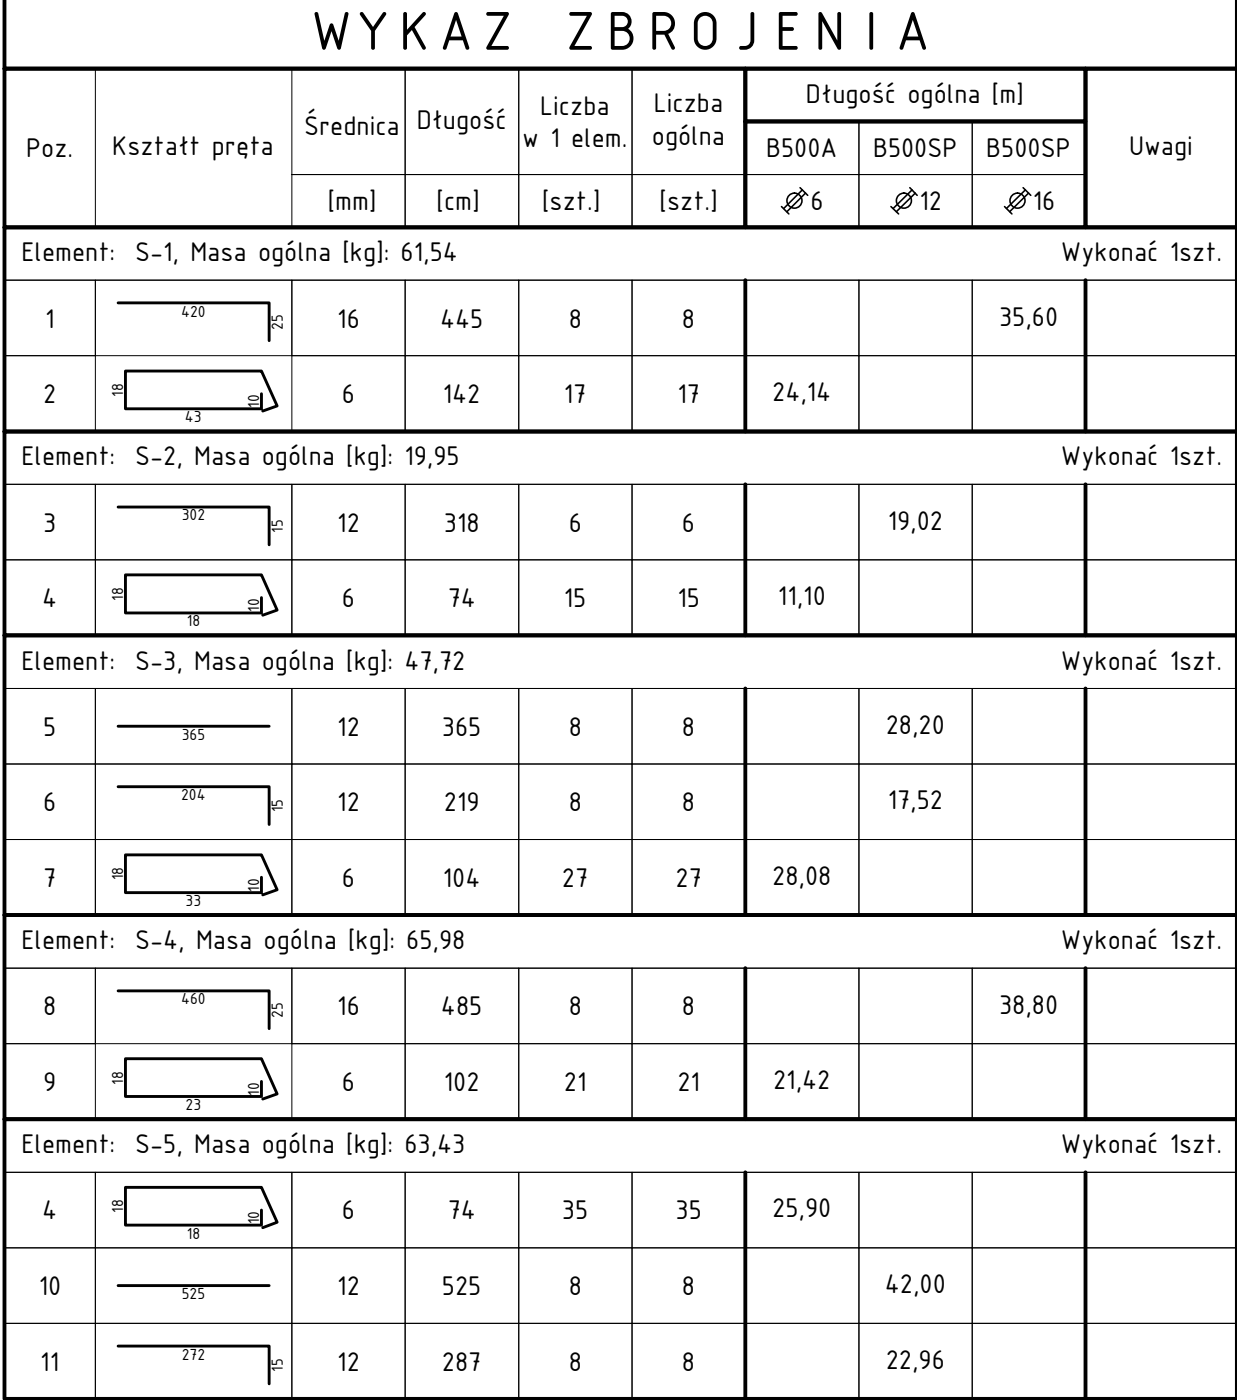 WYKAZ ZBROJENIA
Poz. Kształt pręta Średnica Długość Liczba w 1 elem. Liczba ogólna Długość ogólna [m] Uwagi
B500A B500SP B500SP
[mm] [cm] [szt.] [szt.] 6 12 16
Element: S-1, Masa ogólna [kg]: 61,54 Wykonać 1szt.
1 420 25 16 445 8 8 35,60
2 18 43 10 6 142 17 17 24,14
Element: S-2, Masa ogólna [kg]: 19,95 Wykonać 1szt.
3 302 15 12 318 6 6 19,02
4 18 18 10 6 74 15 15 11,10
Element: S-3, Masa ogólna [kg]: 47,72 Wykonać 1szt.
5 365 12 365 8 8 28,20
6 204 15 12 219 8 8 17,52
7 18 33 10 6 104 27 27 28,08
Element: S-4, Masa ogólna [kg]: 65,98 Wykonać 1szt.
8 460 25 16 485 8 8 38,80
9 18 23 10 6 102 21 21 21,42
Element: S-5, Masa ogólna [kg]: 63,43 Wykonać 1szt.
4 18 18 10 6 74 35 35 25,90
10 525 12 525 8 8 42,00
11 272 15 12 287 8 8 22,96